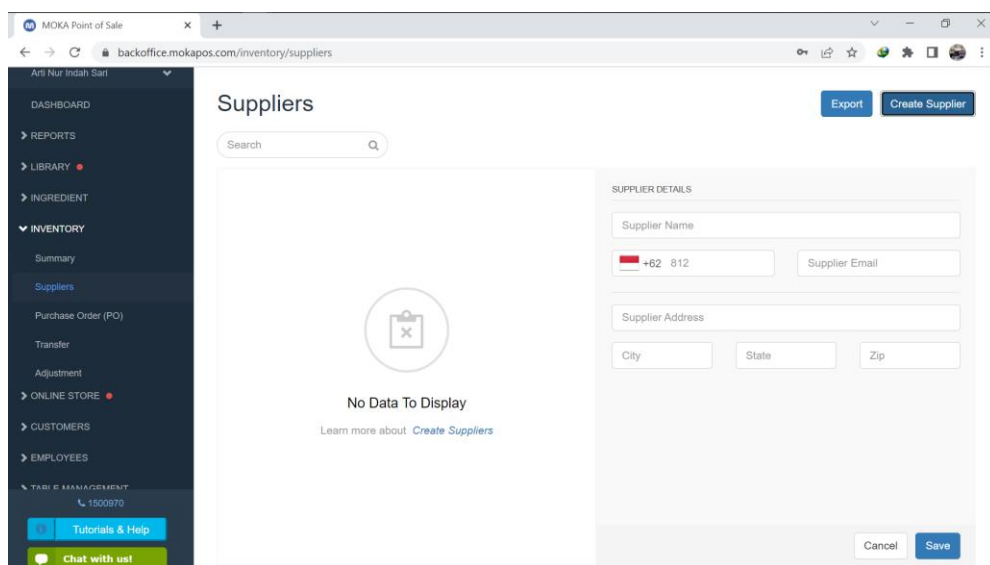 MOKA Point of Sale
backoffice.mokapos.com/inventory/suppliers
Arti Nur Indah Sari
DASHBOARD
REPORTS
LIBRARY
INGREDIENT
INVENTORY
Summary
Suppliers
Purchase Order (PO)
Transfer
Adjustment
ONLINE STORE
CUSTOMERS
EMPLOYEES
TABLE MANAGEMENT
1500970
Tutorials & Help
Chat with us!
Suppliers
Export
Create Supplier
Search
No Data To Display
Learn more about Create Suppliers
SUPPLIER DETAILS
Supplier Name
+62 812
Supplier Email
Supplier Address
City
State
Zip
Cancel
Save